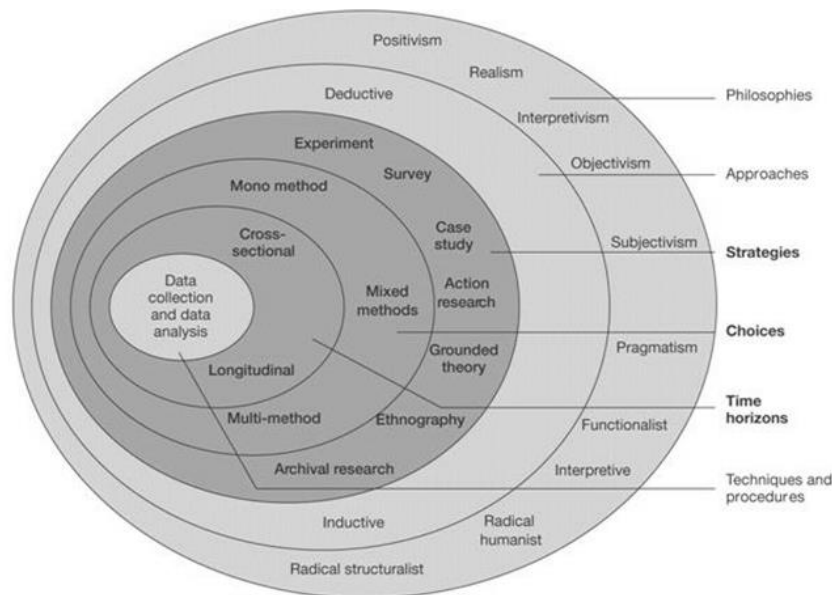 Positivism
Realism
Philosophies
Deductive
Interpretivism
Experiment
Objectivism
Survey
Approaches
Mono method
Case
study
Cross-
sectional
Subjectivism
Strategies
Data
collection
and data
analysis
Mixed
methods
Action
research
Choices
Pragmatism
Grounded
theory
Longitudinal
Time
horizons
Multi-method
Ethnography
Functionalist
Archival research
Interpretive
Techniques and
procedures
Inductive
Radical
humanist
Radical structuralist